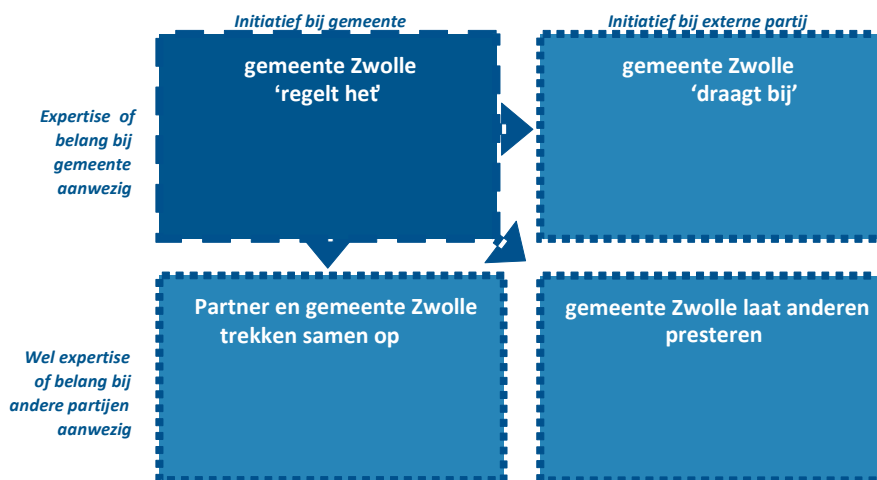 Initiatief bij gemeente
Initiatief bij externe partij
gemeente Zwolle
'regelt het'
gemeente Zwolle
'draagt bij'
Expertise of
belang bij
gemeente
aanwezig
Partner en gemeente Zwolle
trekken samen op
gemeente Zwolle laat anderen
presteren
Wel expertise
of belang bij
andere partijen
aanwezig